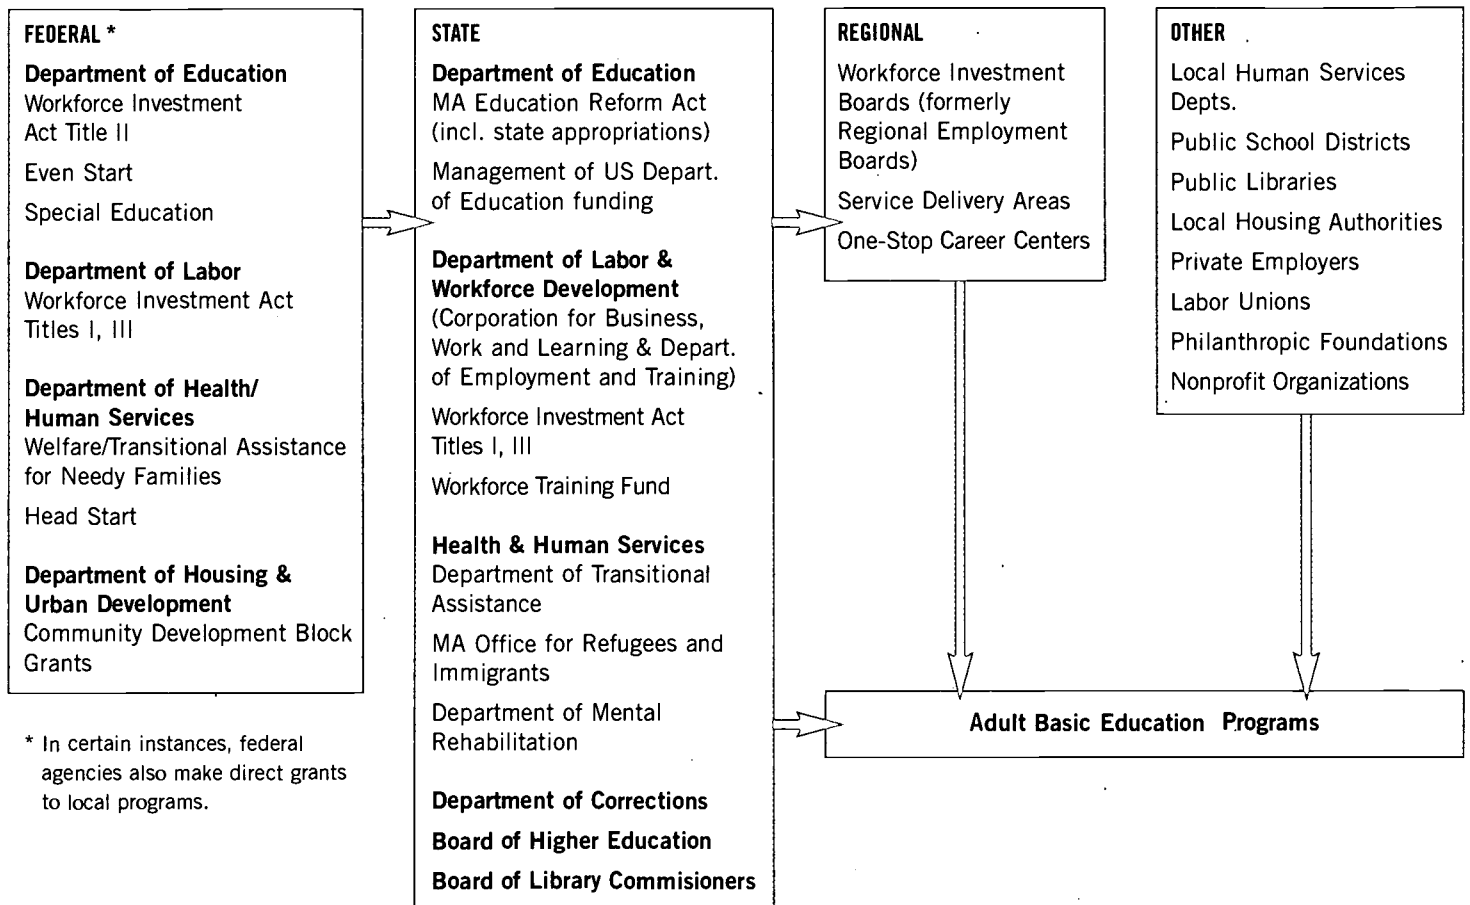 FEDERAL *
Department of Education
Workforce Investment
Act Title II
Even Start
Special Education
Department of Labor
Workforce Investment Act
Titles I, III
Department of Health/
Human Services
Welfare/Transitional Assistance
for Needy Families
Head Start
Department of Housing &
Urban Development
Community Development Block
Grants
* In certain instances, federal
agencies also make direct grants
to local programs.
STATE
Department of Education
MA Education Reform Act
(incl. state appropriations)
Management of US Depart.
of Education funding
Department of Labor &
Workforce Development
(Corporation for Business,
Work and Learning & Depart.
of Employment and Training)
Workforce Investment Act
Titles I, III
Workforce Training Fund
Health & Human Services
Department of Transitional
Assistance
MA Office for Refugees and
Immigrants
Department of Mental
Rehabilitation
Department of Corrections
Board of Higher Education
Board of Library Commisioners
REGIONAL
Workforce Investment
Boards (formerly
Regional Employment
Boards)
Service Delivery Areas
One-Stop Career Centers
OTHER
Local Human Services
Depts.
Public School Districts
Public Libraries
Local Housing Authorities
Private Employers
Labor Unions
Philanthropic Foundations
Nonprofit Organizations
Adult Basic Education Programs